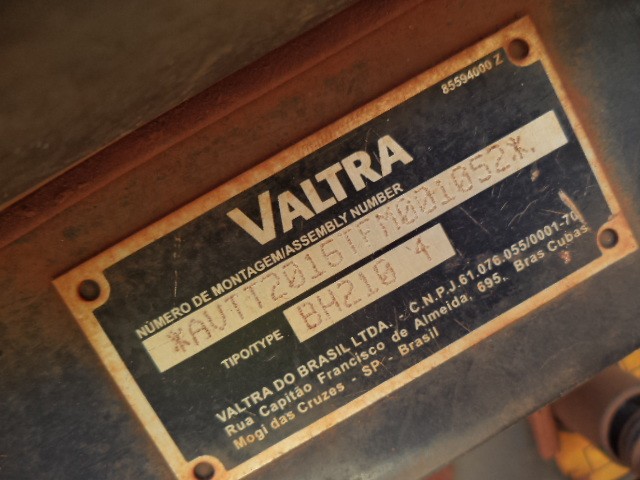 85594000 Z
VALTRA
NÚMERO DE MONTAGEM/ASSEMBLY NUMBER
*AVTT2016TFM001052*
TIPO/TYPE BH210 4
VALTRA DO BRASIL LTDA. - C.N.P.J.61.076.055/0001-70
Rua Capitão Francisco de Almeida, 695, Bras Cubas
Mogi das Cruzes - SP - Brasil